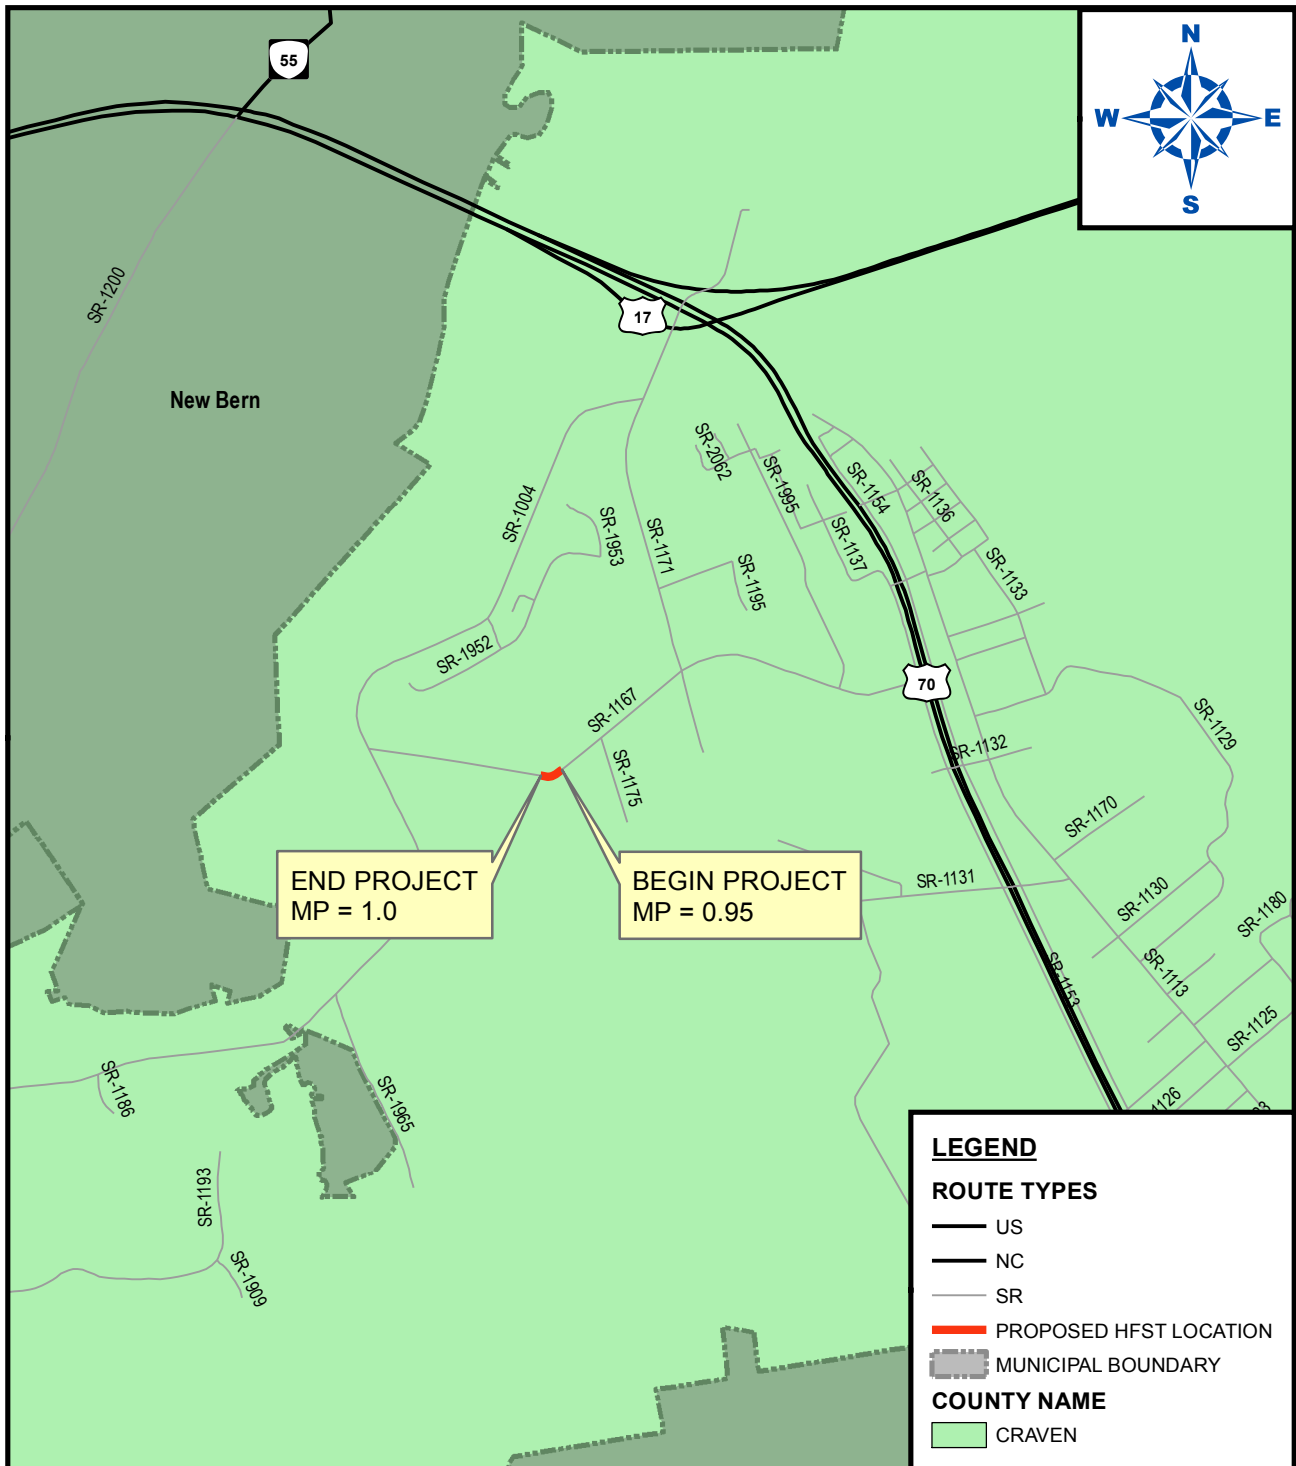 N
W
E
S
55
SR-1200
17
New Bern
SR-2062
SR-1995
SR-1154
SR-1136
SR-1004
SR-1953
SR-1171
SR-1137
SR-1195
SR-1133
SR-1952
70
SR-1167
SR-1129
SR-1132
SR-1175
SR-1170
END PROJECT
MP = 1.0
BEGIN PROJECT
MP = 0.95
SR-1131
SR-1130
SR-1180
SR-1153
SR-1113
SR-1125
SR-1186
SR-1965
1126
SR-1193
SR-1909
LEGEND
ROUTE TYPES
US
NC
SR
PROPOSED HFST LOCATION
MUNICIPAL BOUNDARY
COUNTY NAME
CRAVEN